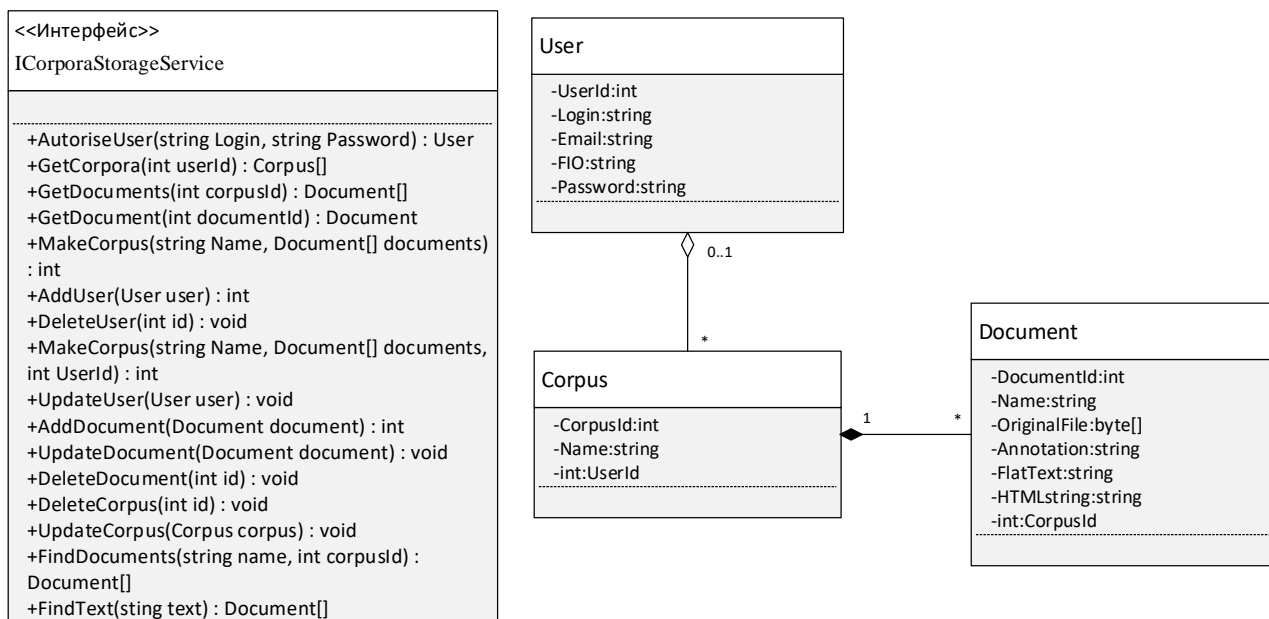 <<Интерфейс>>
ICorporaStorageService
+AutoriseUser(string Login, string Password) : User
+GetCorpora(int userId) : Corpus[]
+GetDocuments(int corpusId) : Document[]
+GetDocument(int documentId) : Document
+MakeCorpus(string Name, Document[] documents)
: int
+AddUser(User user) : int
+DeleteUser(int id) : void
+MakeCorpus(string Name, Document[] documents,
int UserId) : int
+UpdateUser(User user) : void
+AddDocument(Document document) : int
+UpdateDocument(Document document) : void
+DeleteDocument(int id) : void
+DeleteCorpus(int id) : void
+UpdateCorpus(Corpus corpus) : void
+FindDocuments(string name, int corpusId) :
Document[]
+FindText(sting text) : Document[]
User
-UserId:int
-Login:string
-Email:string
-FIO:string
-Password:string
0..1
*
Corpus
-CorpusId:int
-Name:string
-int:UserId
1
*
Document
-DocumentId:int
-Name:string
-OriginalFile:byte[]
-Annotation:string
-FlatText:string
-HTMLstring:string
-int:CorpusId